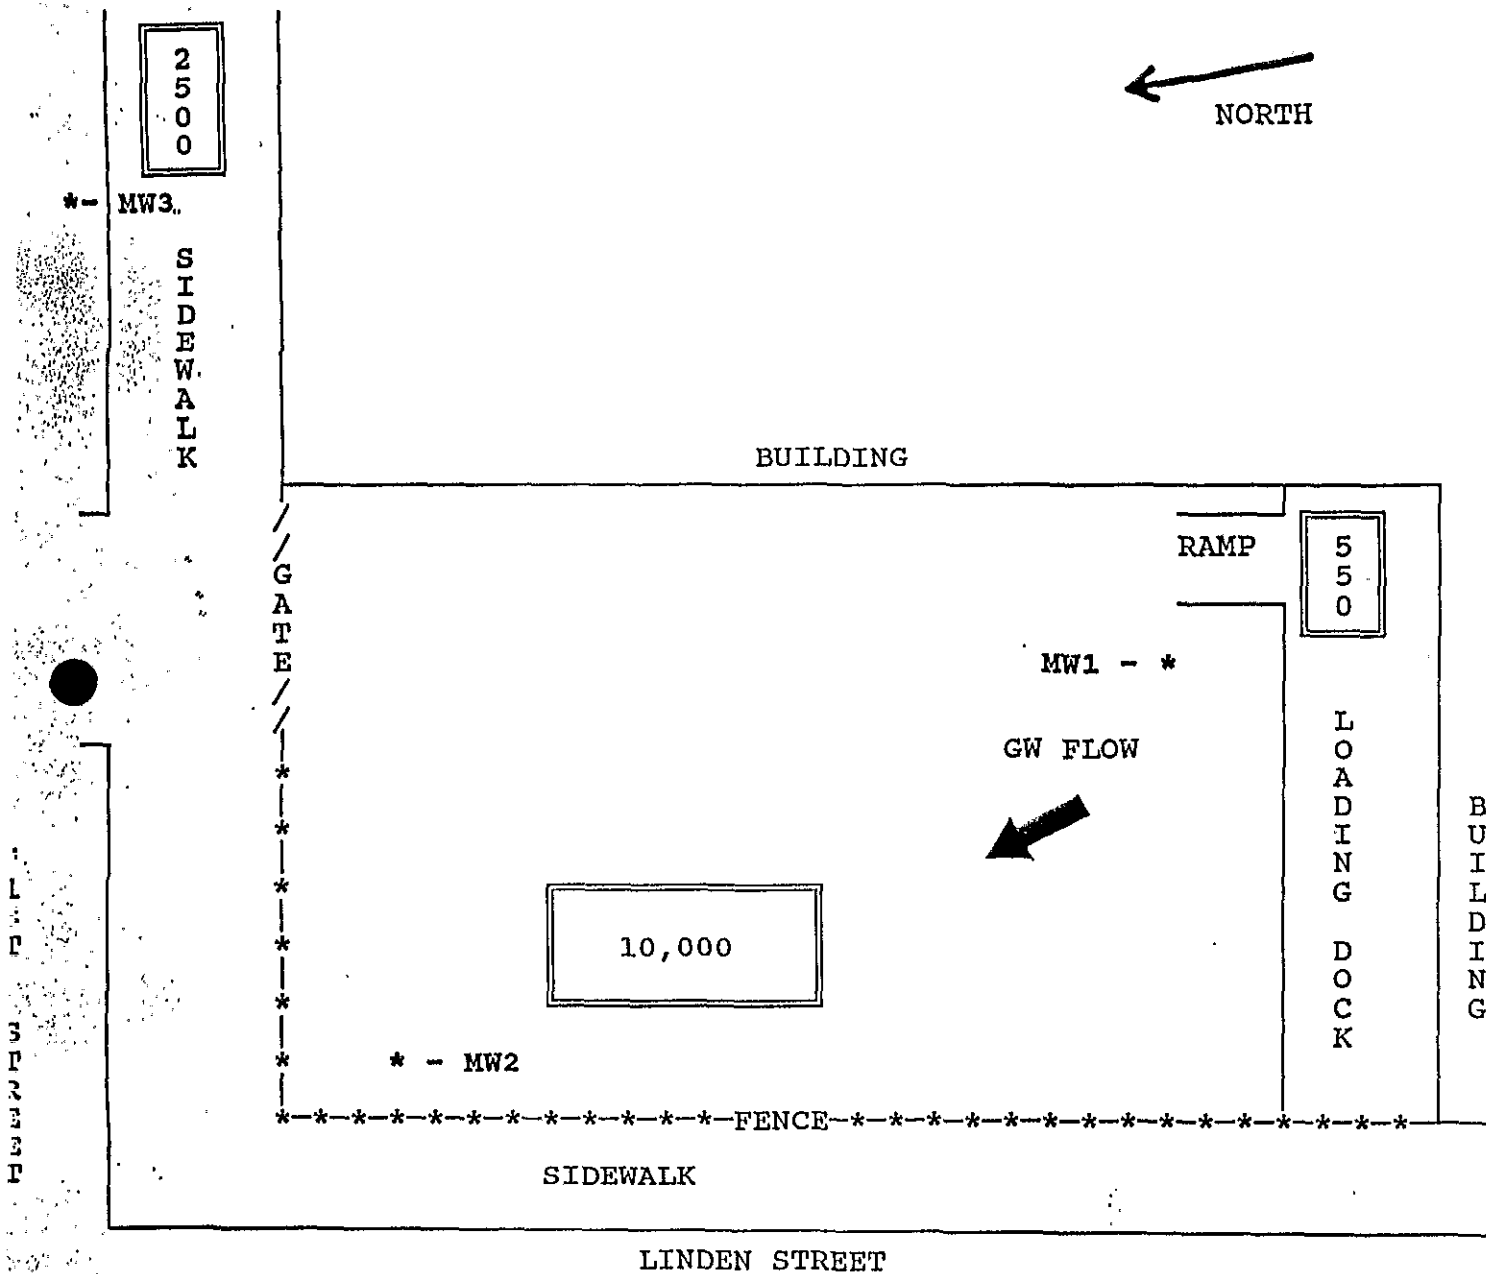 2500
NORTH
*- MW3
SIDEWALK
BUILDING
//GATE//
RAMP
550
MW1 - *
GW FLOW
LOADING DOCK
BUILDING
10,000
* - MW2
*-*-*-*-*-*-*-*-*-*-*-*-FENCE-*-*-*-*-*-*-*-*-*-*-*-*-*-*-*
SIDEWALK
STREET
LINDEN STREET